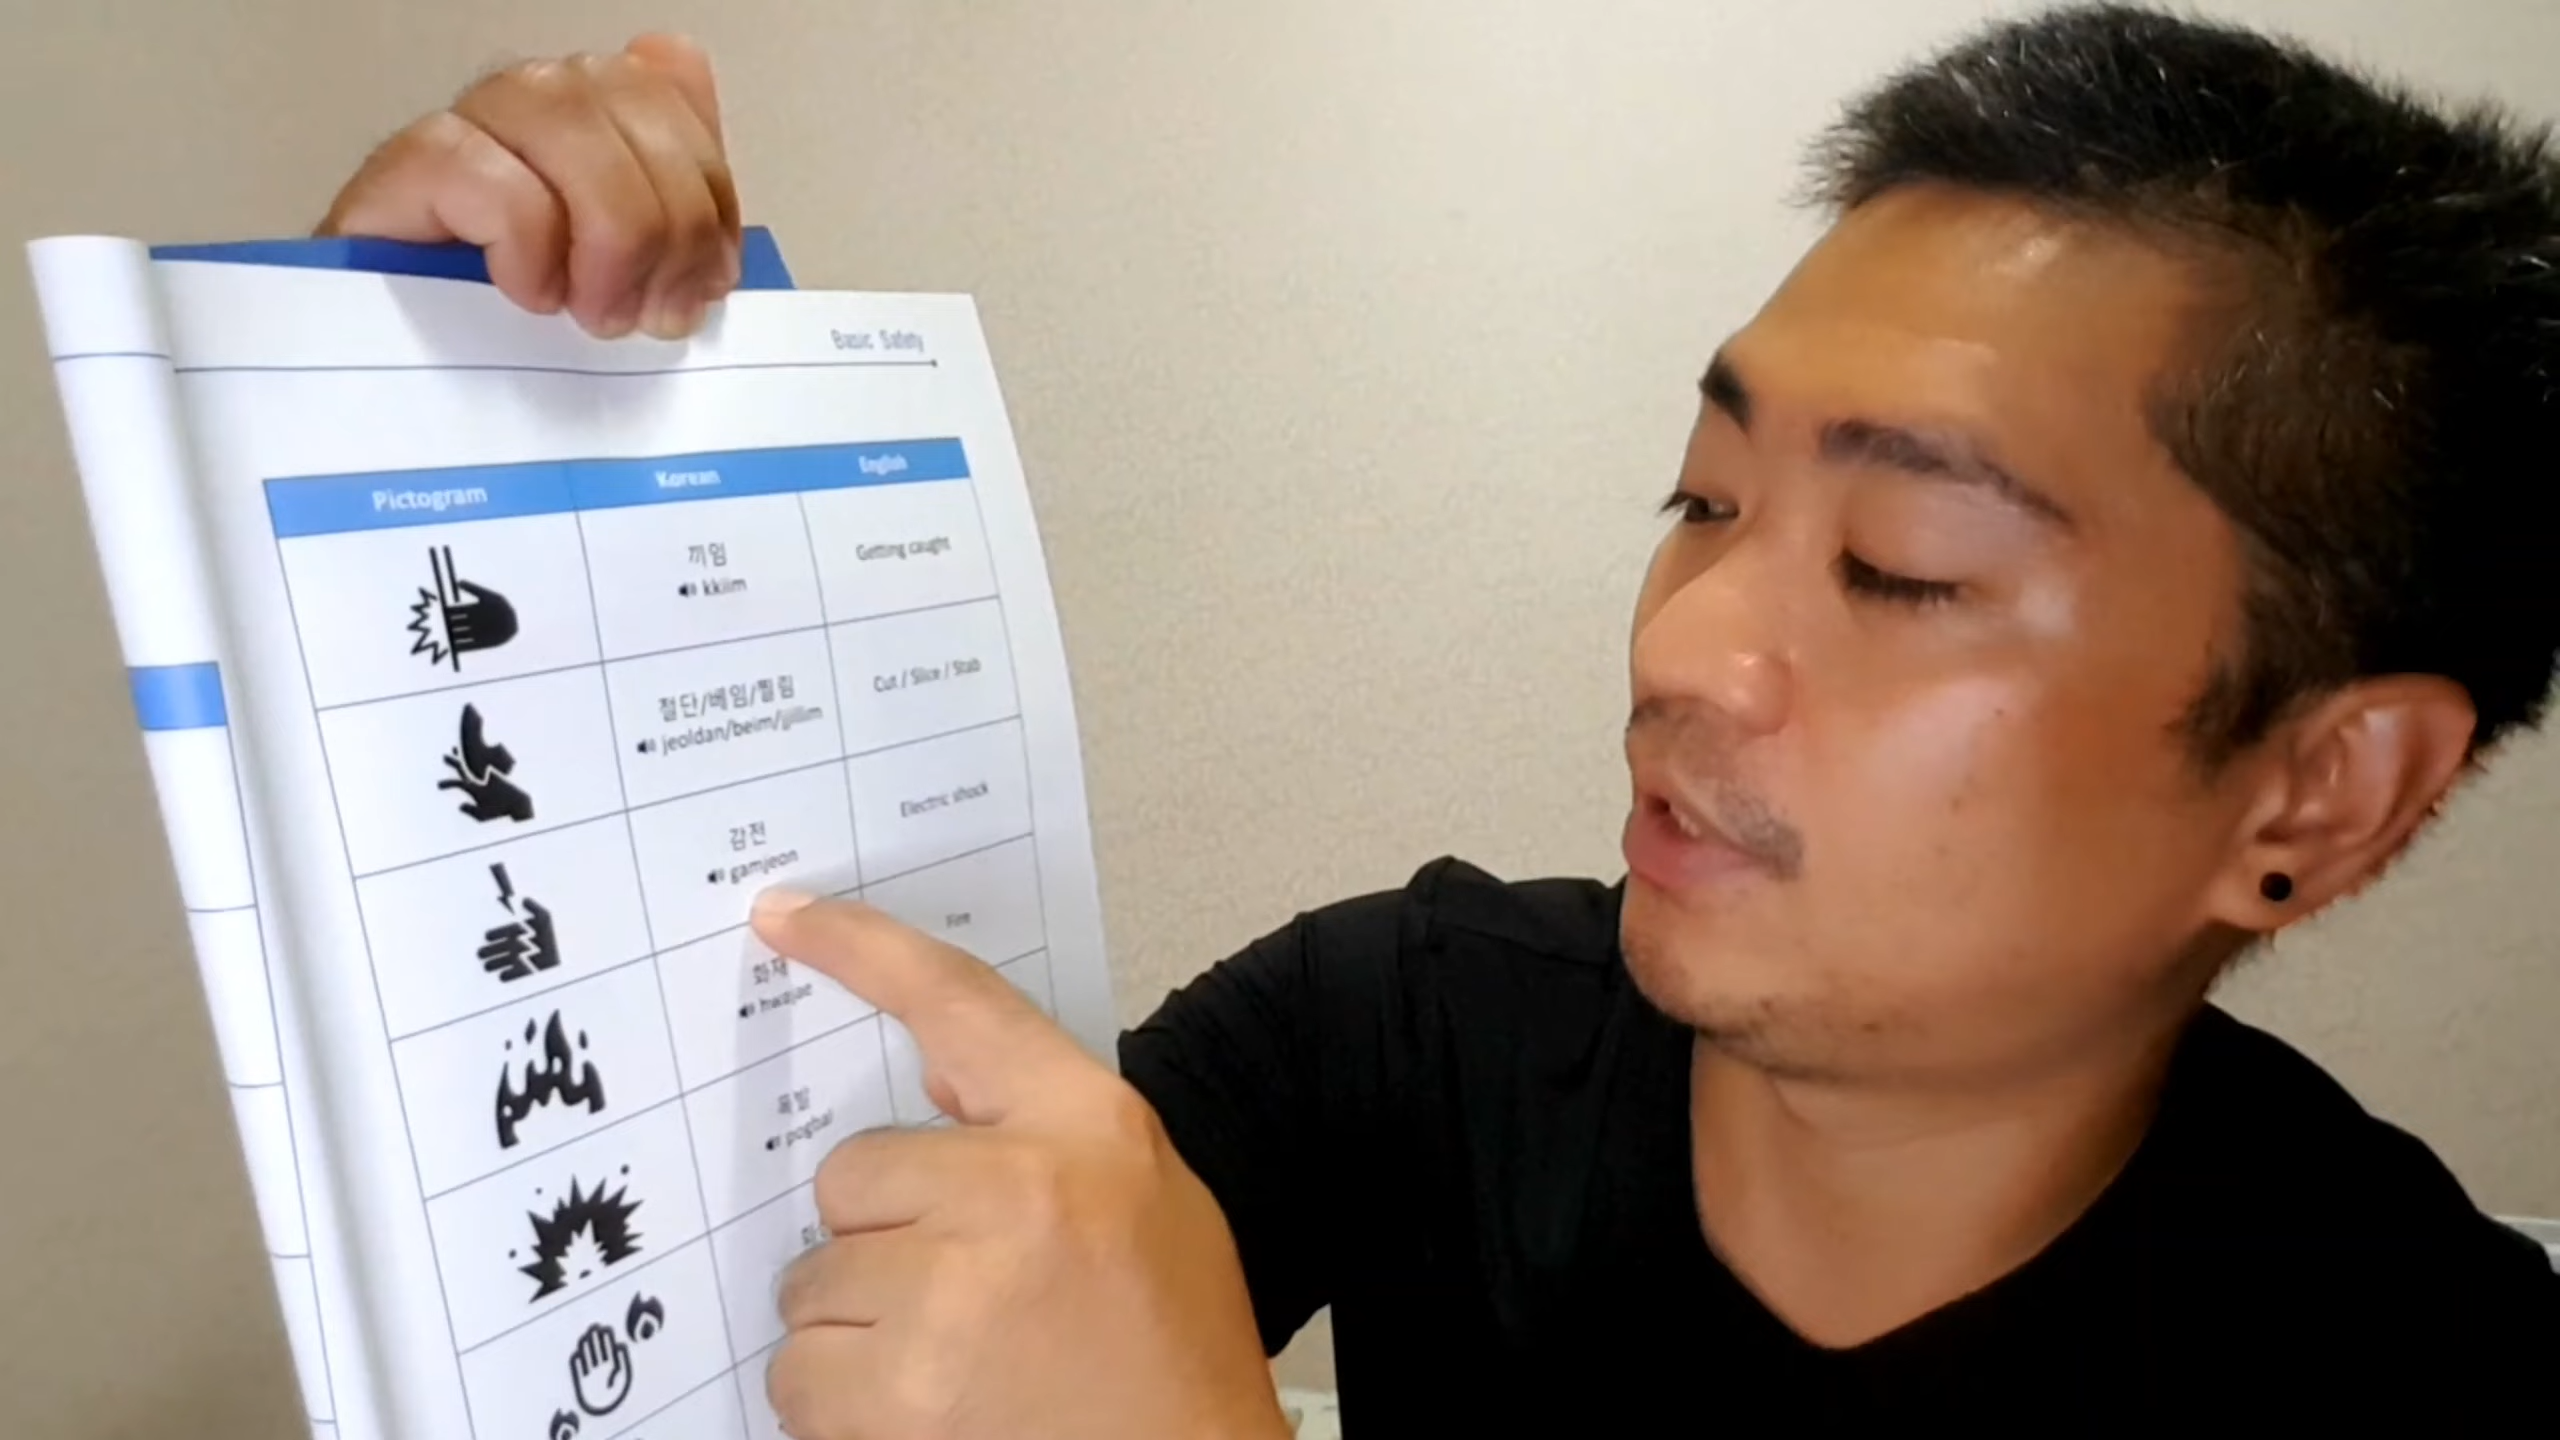 Basic Safety
Pictogram Korean English
끼임
kkiim
Getting caught
절단/베임/찔림
jeoldan/beim/jjillim
Cut / Slice / Stab
감전
gamjeon
Electric shock
화재
hwajae
Fire
폭발
pogbal